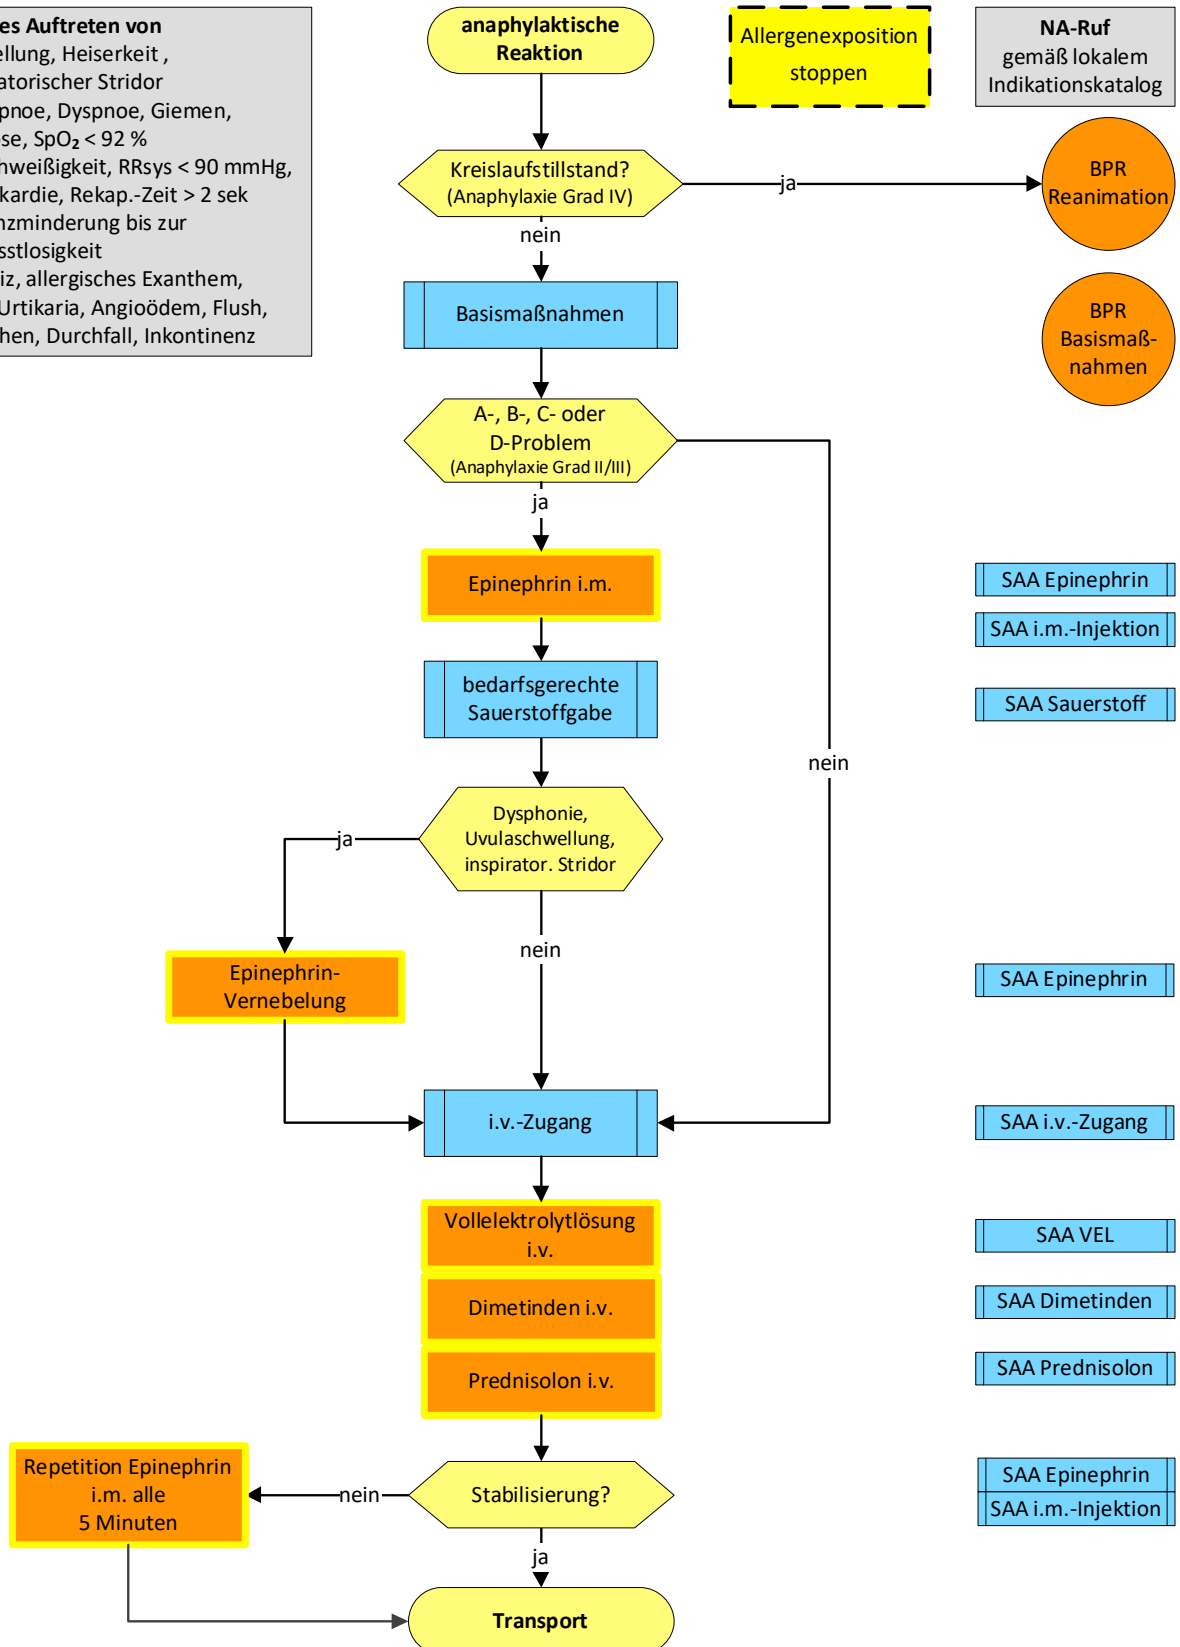 es Auftreten von
ellung, Heiserkeit ,
atorischer Stridor
pnoe, Dyspnoe, Giemen,
se, SpO₂ < 92 %
hweißigkeit, RRsys < 90 mmHg,
kardie, Rekap.-Zeit > 2 sek
nzminderung bis zur
sstlosigkeit
iz, allergisches Exanthem,
Urtikaria, Angioödem, Flush,
hen, Durchfall, Inkontinenz
anaphylaktische
Reaktion
Allergenexposition
stoppen
NA-Ruf
gemäß lokalem
Indikationskatalog
Kreislaufstillstand?
(Anaphylaxie Grad IV)
ja
BPR
Reanimation
nein
Basismaßnahmen
BPR
Basismaß-
nahmen
A-, B-, C- oder
D-Problem
(Anaphylaxie Grad II/III)
ja
Epinephrin i.m.
SAA Epinephrin
SAA i.m.-Injektion
bedarfsgerechte
Sauerstoffgabe
SAA Sauerstoff
nein
Dysphonie,
Uvulaschwellung,
inspirator. Stridor
ja
nein
Epinephrin-
Vernebelung
SAA Epinephrin
i.v.-Zugang
SAA i.v.-Zugang
Vollelektrolytlösung
i.v.
SAA VEL
Dimetinden i.v.
SAA Dimetinden
Prednisolon i.v.
SAA Prednisolon
Repetition Epinephrin
i.m. alle
5 Minuten
nein
Stabilisierung?
SAA Epinephrin
SAA i.m.-Injektion
ja
Transport